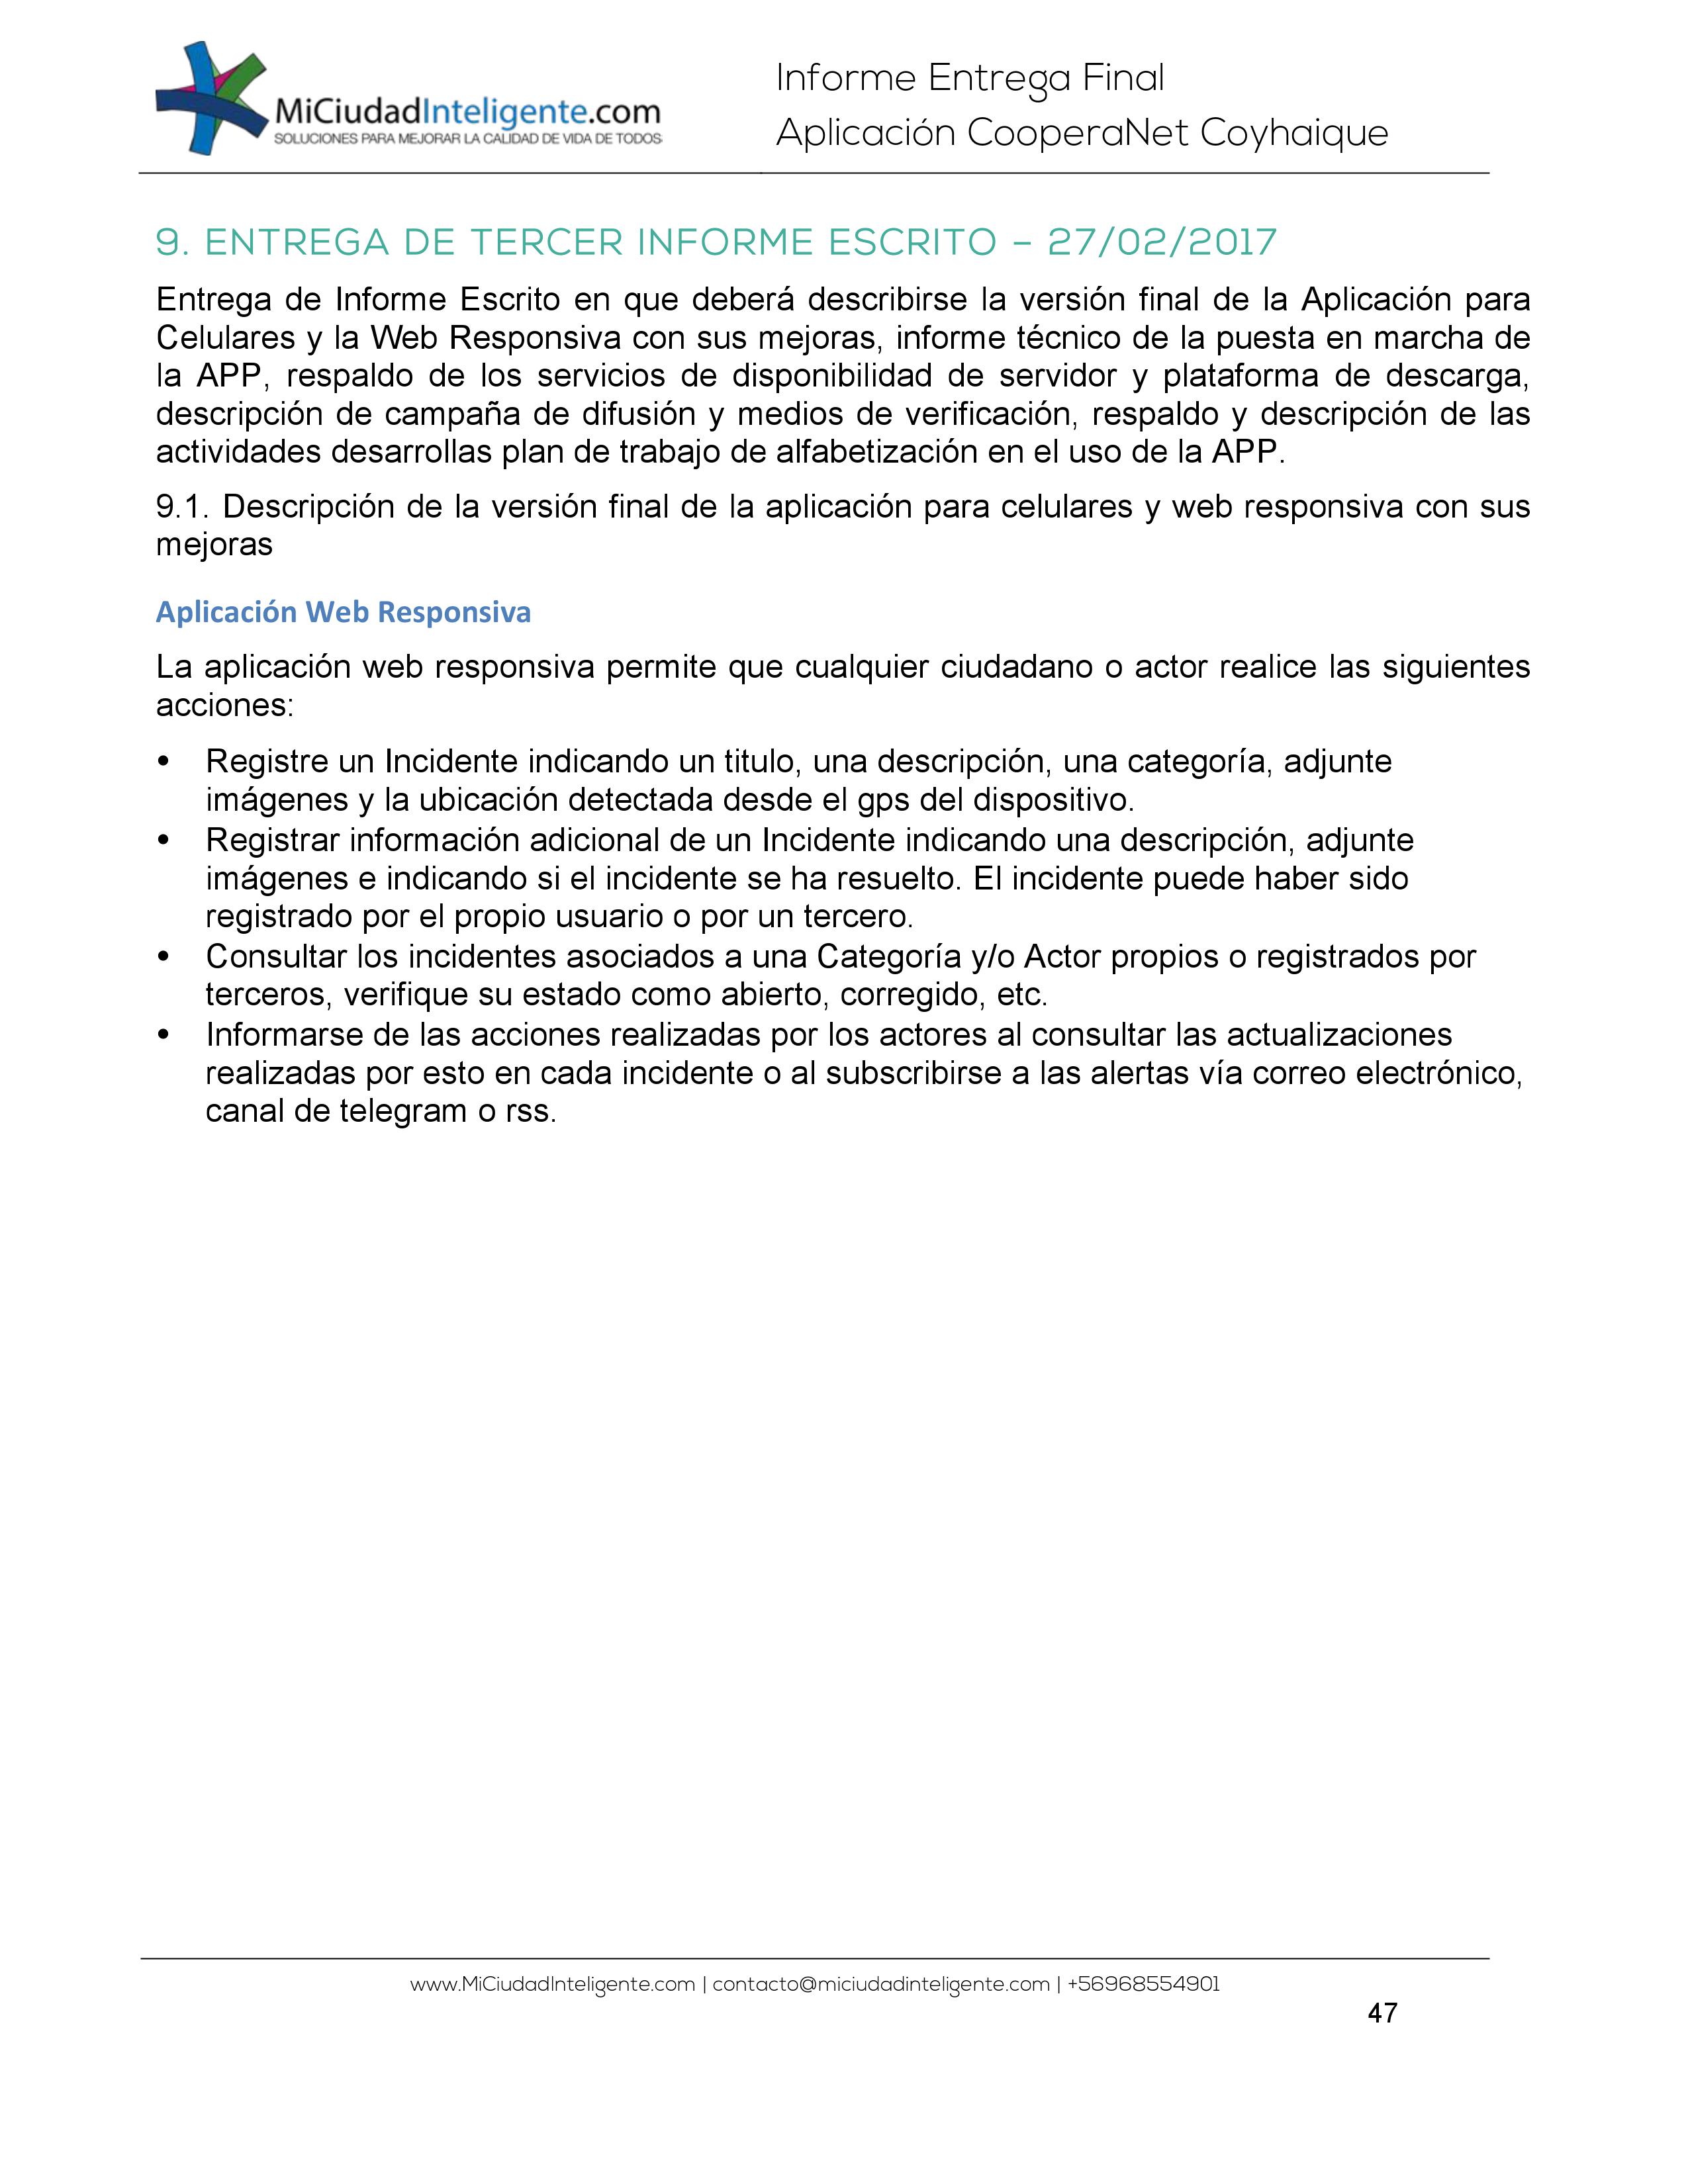 MiCiudadInteligente.com
SOLUCIONES PARA MEJORAR LA CALIDAD DE VIDA DE TODOS
Informe Entrega Final
Aplicación CooperaNet Coyhaique
9. ENTREGA DE TERCER INFORME ESCRITO – 27/02/2017
Entrega de Informe Escrito en que deberá describirse la versión final de la Aplicación para
Celulares y la Web Responsiva con sus mejoras, informe técnico de la puesta en marcha de
la APP, respaldo de los servicios de disponibilidad de servidor y plataforma de descarga,
descripción de campaña de difusión y medios de verificación, respaldo y descripción de las
actividades desarrollas plan de trabajo de alfabetización en el uso de la APP.
9.1. Descripción de la versión final de la aplicación para celulares y web responsiva con sus
mejoras
Aplicación Web Responsiva
La aplicación web responsiva permite que cualquier ciudadano o actor realice las siguientes
acciones:
• Registre un Incidente indicando un titulo, una descripción, una categoría, adjunte
imágenes y la ubicación detectada desde el gps del dispositivo.
• Registrar información adicional de un Incidente indicando una descripción, adjunte
imágenes e indicando si el incidente se ha resuelto. El incidente puede haber sido
registrado por el propio usuario o por un tercero.
• Consultar los incidentes asociados a una Categoría y/o Actor propios o registrados por
terceros, verifique su estado como abierto, corregido, etc.
• Informarse de las acciones realizadas por los actores al consultar las actualizaciones
realizadas por esto en cada incidente o al subscribirse a las alertas vía correo electrónico,
canal de telegram o rss.
www.MiCiudadInteligente.com | contacto@miciudadinteligente.com | +56968554901
47